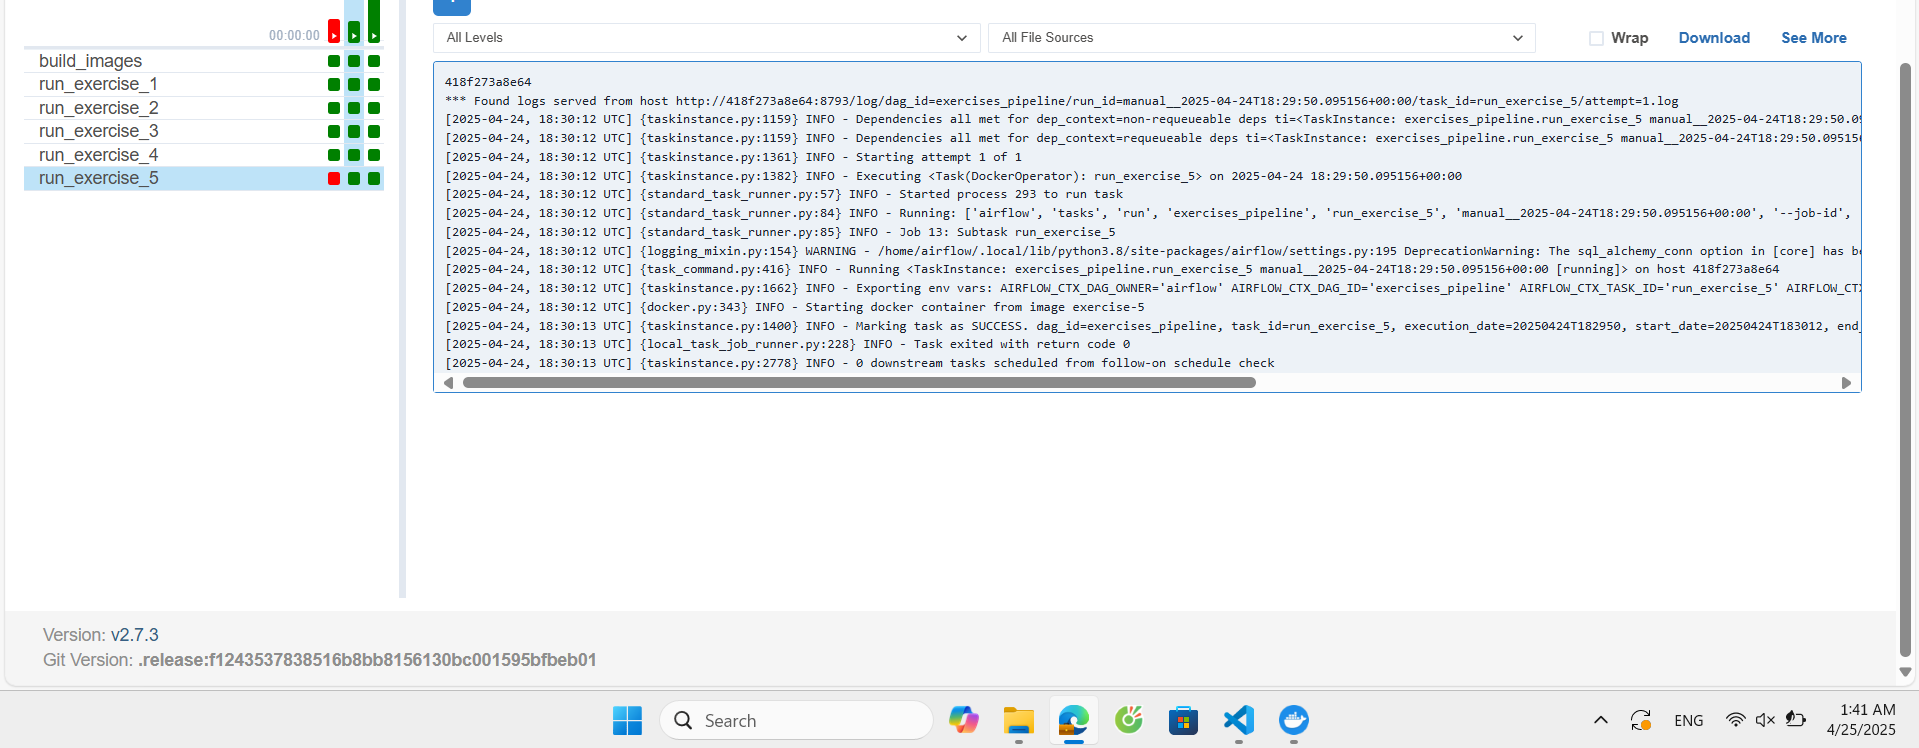 00:00:00
build_images
run_exercise_1
run_exercise_2
run_exercise_3
run_exercise_4
run_exercise_5
All Levels
All File Sources
Wrap
Download
See More
418f273a8e64
*** Found logs served from host http://418f273a8e64:8793/log/dag_id=exercises_pipeline/run_id=manual__2025-04-24T18:29:50.095156+00:00/task_id=run_exercise_5/attempt=1.log
[2025-04-24, 18:30:12 UTC] {taskinstance.py:1159} INFO - Dependencies all met for dep_context=non-requeueable deps ti=<TaskInstance: exercises_pipeline.run_exercise_5 manual__2025-04-24T18:29:50.09
[2025-04-24, 18:30:12 UTC] {taskinstance.py:1159} INFO - Dependencies all met for dep_context=requeueable deps ti=<TaskInstance: exercises_pipeline.run_exercise_5 manual__2025-04-24T18:29:50.095156
[2025-04-24, 18:30:12 UTC] {taskinstance.py:1361} INFO - Starting attempt 1 of 1
[2025-04-24, 18:30:12 UTC] {taskinstance.py:1382} INFO - Executing <Task(DockerOperator): run_exercise_5> on 2025-04-24 18:29:50.095156+00:00
[2025-04-24, 18:30:12 UTC] {standard_task_runner.py:57} INFO - Started process 293 to run task
[2025-04-24, 18:30:12 UTC] {standard_task_runner.py:84} INFO - Running: ['airflow', 'tasks', 'run', 'exercises_pipeline', 'run_exercise_5', 'manual__2025-04-24T18:29:50.095156+00:00', '--job-id',
[2025-04-24, 18:30:12 UTC] {standard_task_runner.py:85} INFO - Job 13: Subtask run_exercise_5
[2025-04-24, 18:30:12 UTC] {logging_mixin.py:154} WARNING - /home/airflow/.local/lib/python3.8/site-packages/airflow/settings.py:195 DeprecationWarning: The sql_alchemy_conn option in [core] has be
[2025-04-24, 18:30:12 UTC] {task_command.py:416} INFO - Running <TaskInstance: exercises_pipeline.run_exercise_5 manual__2025-04-24T18:29:50.095156+00:00 [running]> on host 418f273a8e64
[2025-04-24, 18:30:12 UTC] {taskinstance.py:1662} INFO - Exporting env vars: AIRFLOW_CTX_DAG_OWNER='airflow' AIRFLOW_CTX_DAG_ID='exercises_pipeline' AIRFLOW_CTX_TASK_ID='run_exercise_5' AIRFLOW_CTX
[2025-04-24, 18:30:12 UTC] {docker.py:343} INFO - Starting docker container from image exercise-5
[2025-04-24, 18:30:13 UTC] {taskinstance.py:1400} INFO - Marking task as SUCCESS. dag_id=exercises_pipeline, task_id=run_exercise_5, execution_date=20250424T182950, start_date=20250424T183012, end_
[2025-04-24, 18:30:13 UTC] {local_task_job_runner.py:228} INFO - Task exited with return code 0
[2025-04-24, 18:30:13 UTC] {taskinstance.py:2778} INFO - 0 downstream tasks scheduled from follow-on schedule check
Version: v2.7.3
Git Version: .release:f1243537838516b8bb8156130bc001595bfbeb01
Search
ENG
1:41 AM
4/25/2025